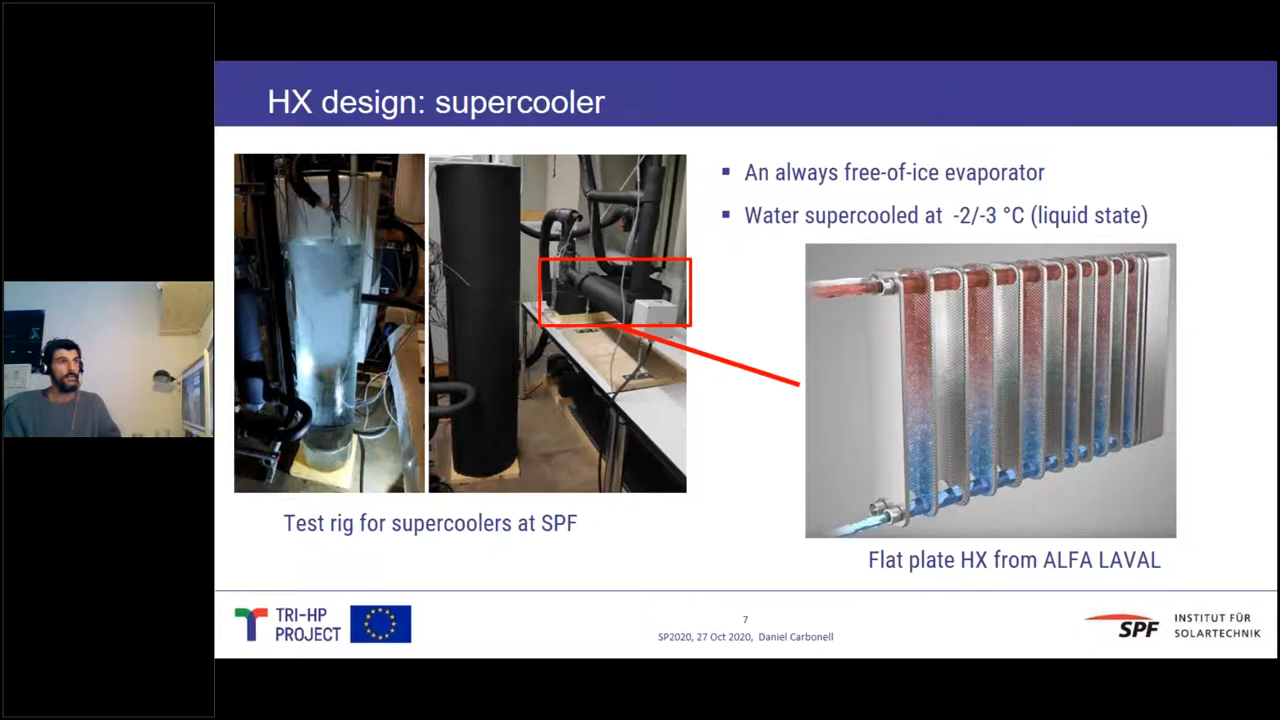 HX design: supercooler
An always free-of-ice evaporator
Water supercooled at -2/-3 °C (liquid state)
Test rig for supercoolers at SPF
Flat plate HX from ALFA LAVAL
TRI-HP
PROJECT
7
SP2020, 27 Oct 2020, Daniel Carbonell
SPF
INSTITUT FÜR
SOLARTECHNIK